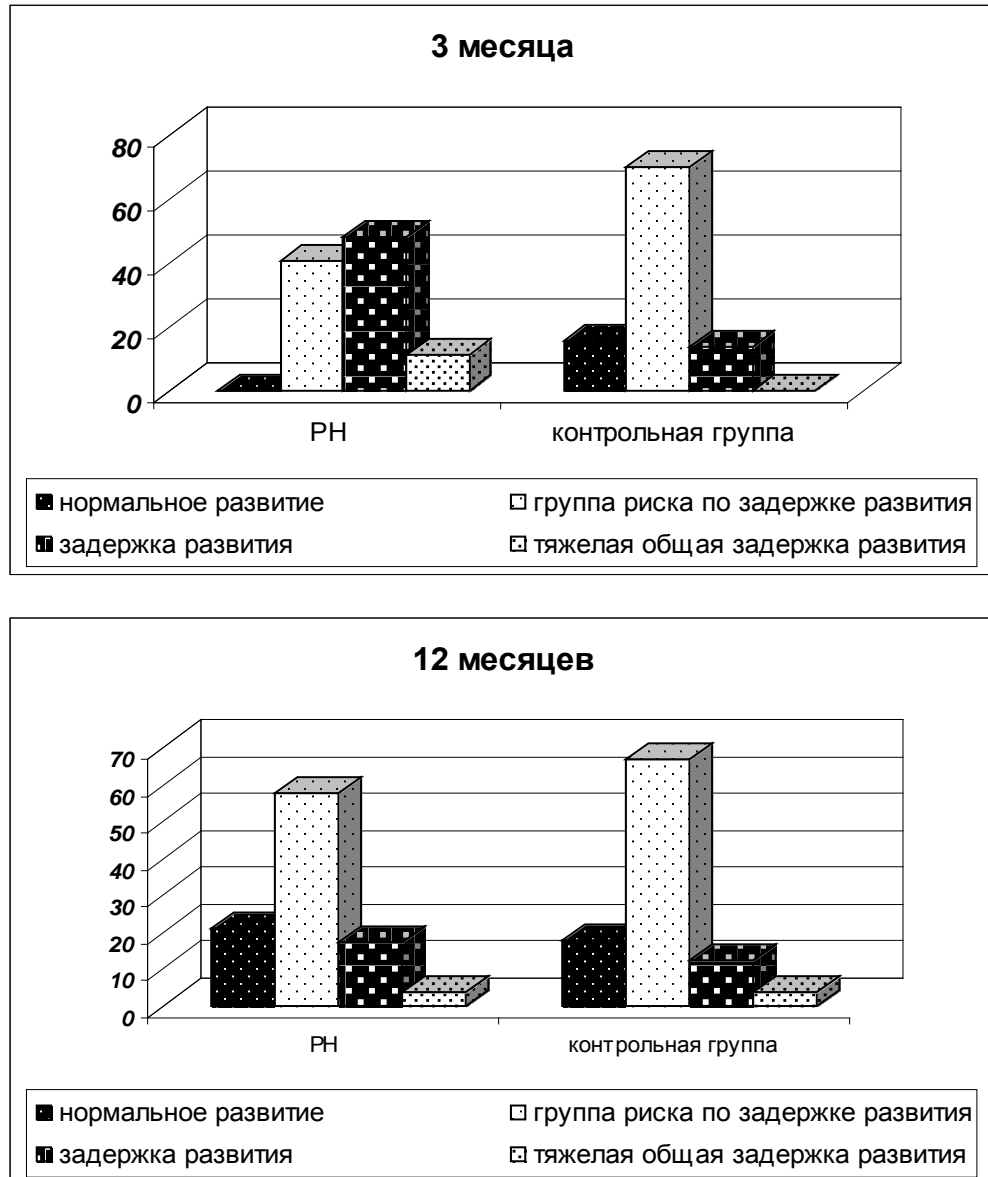 3 месяца
80
60
40
20
0
РН контрольная группа
нормальное развитие группа риска по задержке развития
задержка развития тяжелая общая задержка развития
12 месяцев
70
60
50
40
30
20
10
0
РН контрольная группа
нормальное развитие группа риска по задержке развития
задержка развития тяжелая общая задержка развития